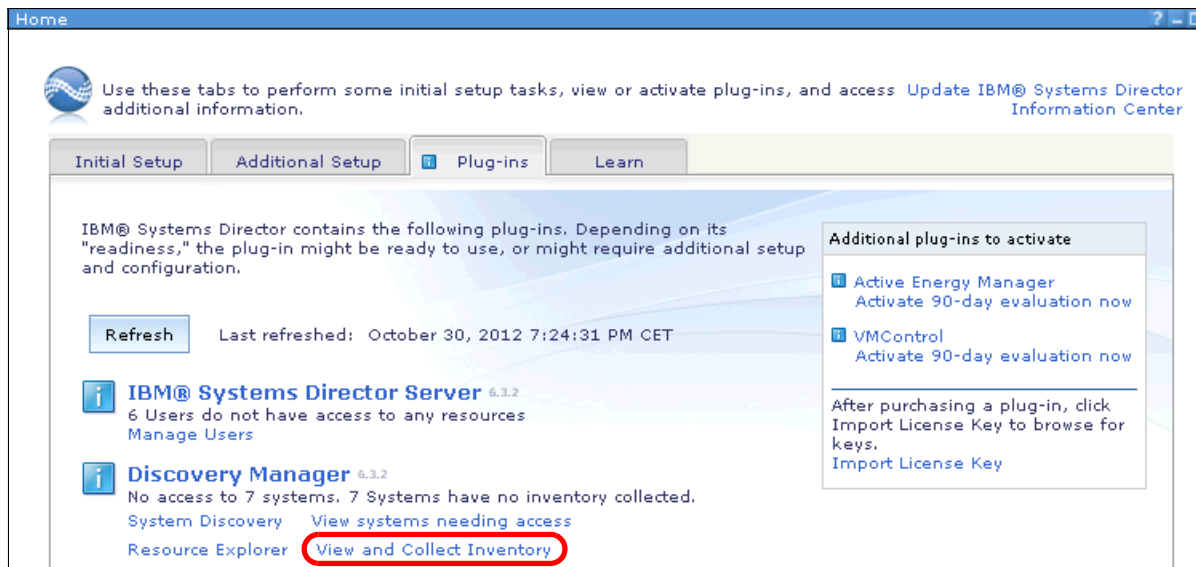 Home
?
Use these tabs to perform some initial setup tasks, view or activate plug-ins, and access
additional information.
Update IBM® Systems Director
Information Center
Initial Setup
Additional Setup
i Plug-ins
Learn
IBM® Systems Director contains the following plug-ins. Depending on its
"readiness," the plug-in might be ready to use, or might require additional setup
and configuration.
Refresh
Last refreshed: October 30, 2012 7:24:31 PM CET
i IBM® Systems Director Server 6.3.2
6 Users do not have access to any resources
Manage Users
i Discovery Manager 6.3.2
No access to 7 systems. 7 Systems have no inventory collected.
System Discovery View systems needing access
Resource Explorer View and Collect Inventory
Additional plug-ins to activate
i Active Energy Manager
Activate 90-day evaluation now
i VMControl
Activate 90-day evaluation now
After purchasing a plug-in, click
Import License Key to browse for
keys.
Import License Key